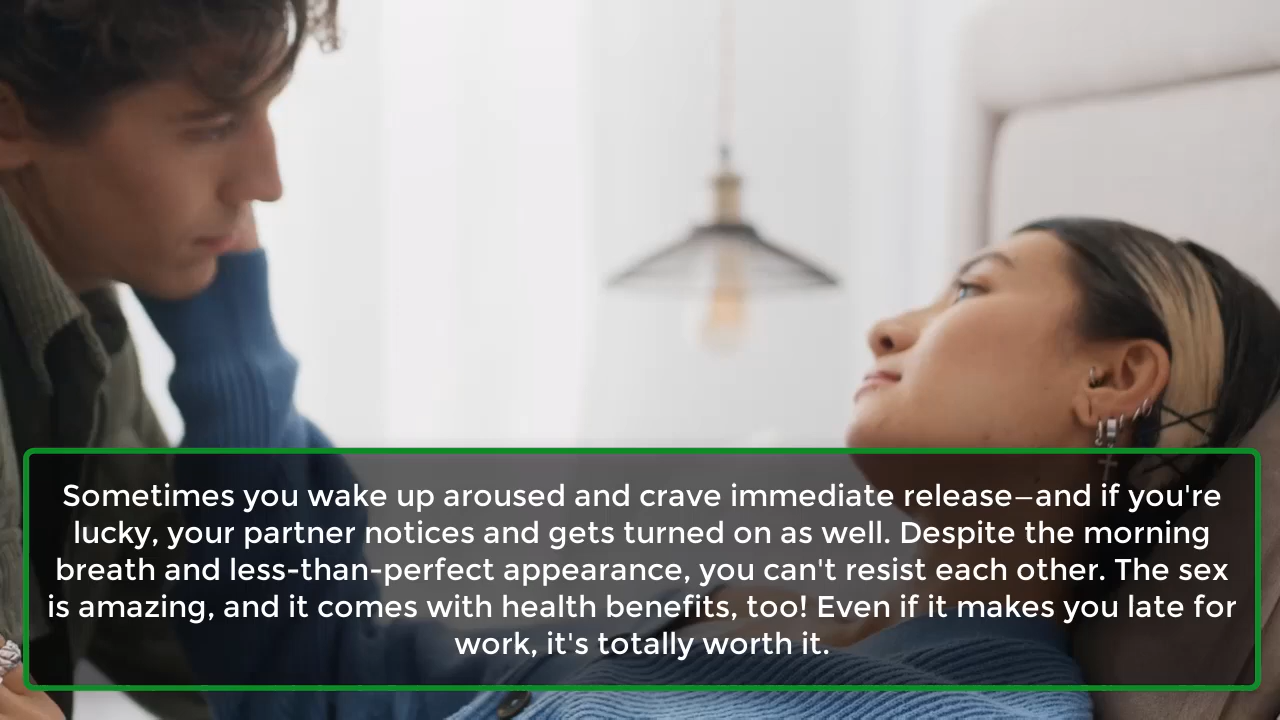 Sometimes you wake up aroused and crave immediate release—and if you're
lucky, your partner notices and gets turned on as well. Despite the morning
breath and less-than-perfect appearance, you can't resist each other. The sex
is amazing, and it comes with health benefits, too! Even if it makes you late for
work, it's totally worth it.